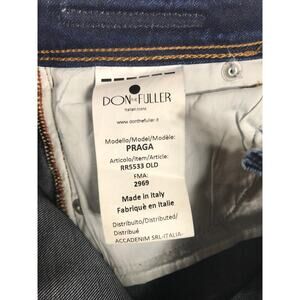 DON THE FULLER
italian icons
www.donthefuller.it
Modello/Model/Modèle:
PRAGA
Articolo/Item/Article:
RR5533 OLD
FMA:
2969
Made in Italy
Fabriqè en Italie
Distribuito/Distributed/
Distribué
ACCADENIM SRL-ITALIA-